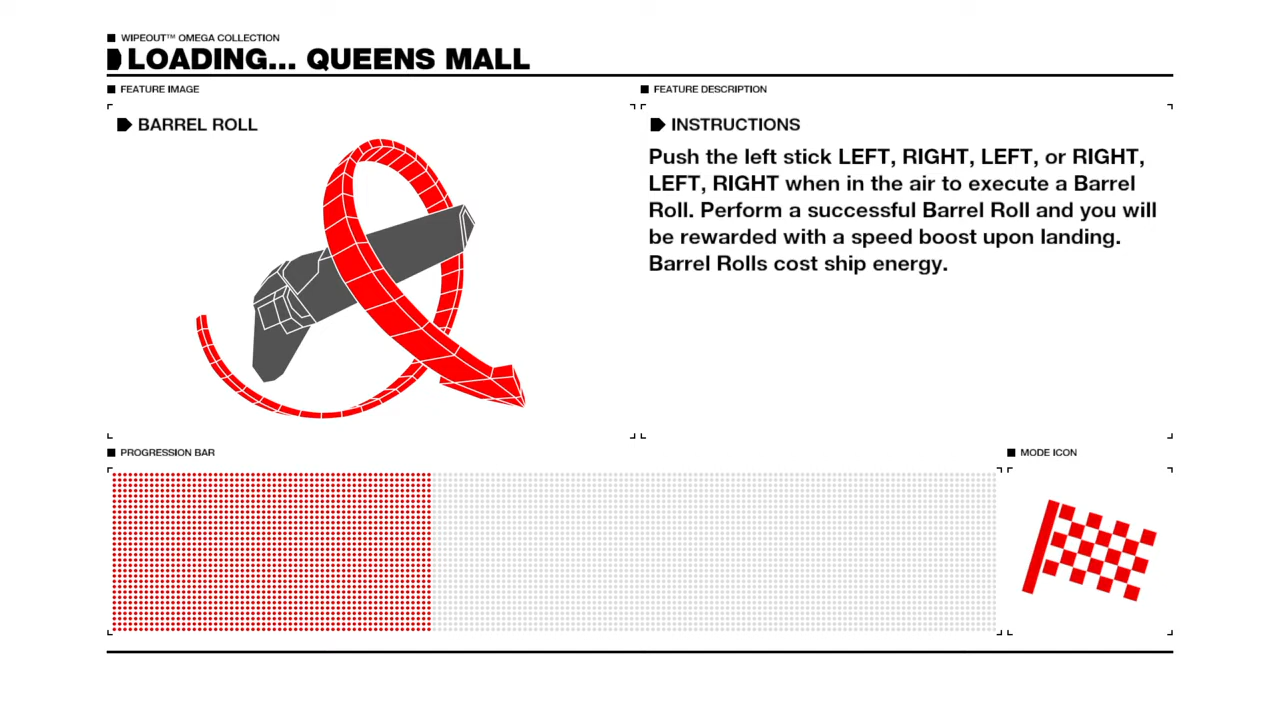 WIPEOUT™ OMEGA COLLECTION
LOADING... QUEENS MALL
FEATURE IMAGE
BARREL ROLL
FEATURE DESCRIPTION
INSTRUCTIONS
Push the left stick LEFT, RIGHT, LEFT, or RIGHT,
LEFT, RIGHT when in the air to execute a Barrel
Roll. Perform a successful Barrel Roll and you will
be rewarded with a speed boost upon landing.
Barrel Rolls cost ship energy.
PROGRESSION BAR
MODE ICON